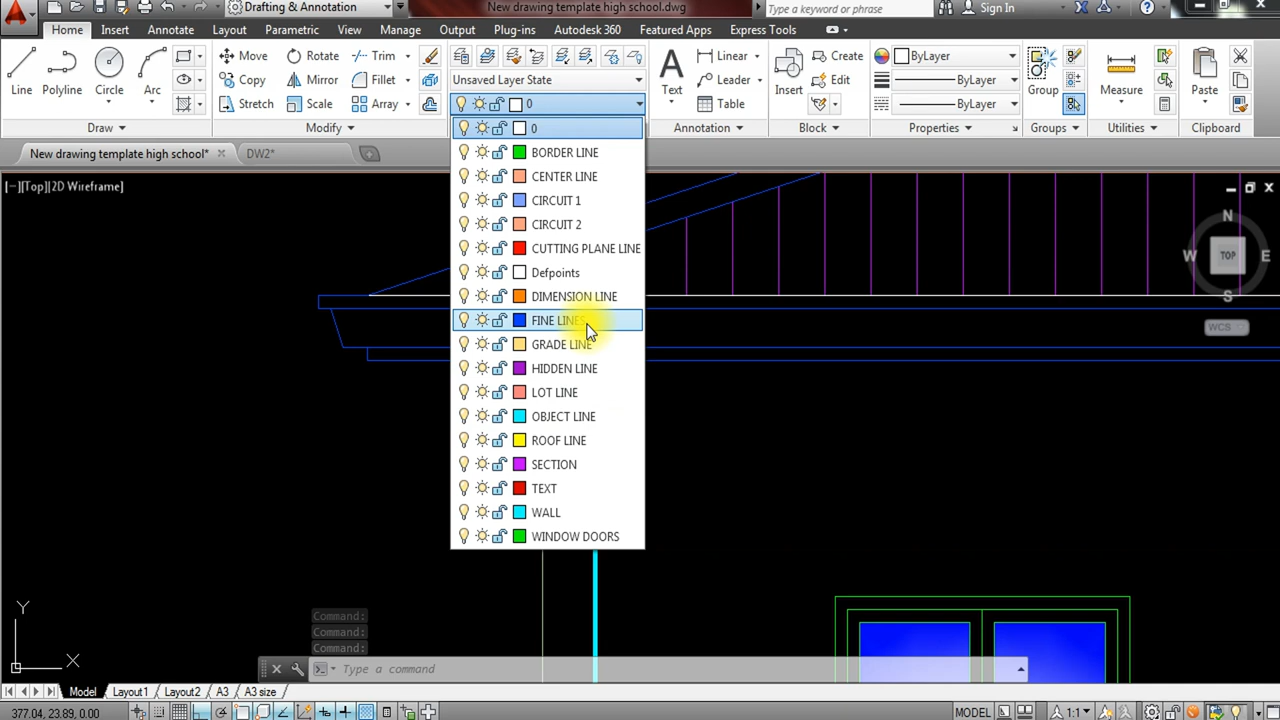 Drafting & Annotation
New drawing template high school.dwg
Type a keyword or phrase
Sign In
Home
Insert
Annotate
Layout
Parametric
View
Manage
Output
Plug-ins
Autodesk 360
Featured Apps
Express Tools
Line
Polyline
Circle
Arc
Move
Rotate
Trim
Copy
Mirror
Fillet
Stretch
Scale
Array
Unsaved Layer State
0
Text
Linear
Leader
Table
Insert
Create
Edit
ByLayer
ByLayer
ByLayer
Group
Measure
Paste
Draw
Modify
Annotation
Block
Properties
Groups
Utilities
Clipboard
New drawing template high school*
DW2*
0
BORDER LINE
CENTER LINE
CIRCUIT 1
CIRCUIT 2
CUTTING PLANE LINE
Defpoints
DIMENSION LINE
FINE LINES
GRADE LINE
HIDDEN LINE
LOT LINE
OBJECT LINE
ROOF LINE
SECTION
TEXT
WALL
WINDOW DOORS
[−][Top][2D Wireframe]
N
W
TOP
E
S
WCS
Y
X
Command:
Command:
Command:
Type a command
Model
Layout1
Layout2
A3
A3 size
377.04, 23.89, 0.00
MODEL
1:1